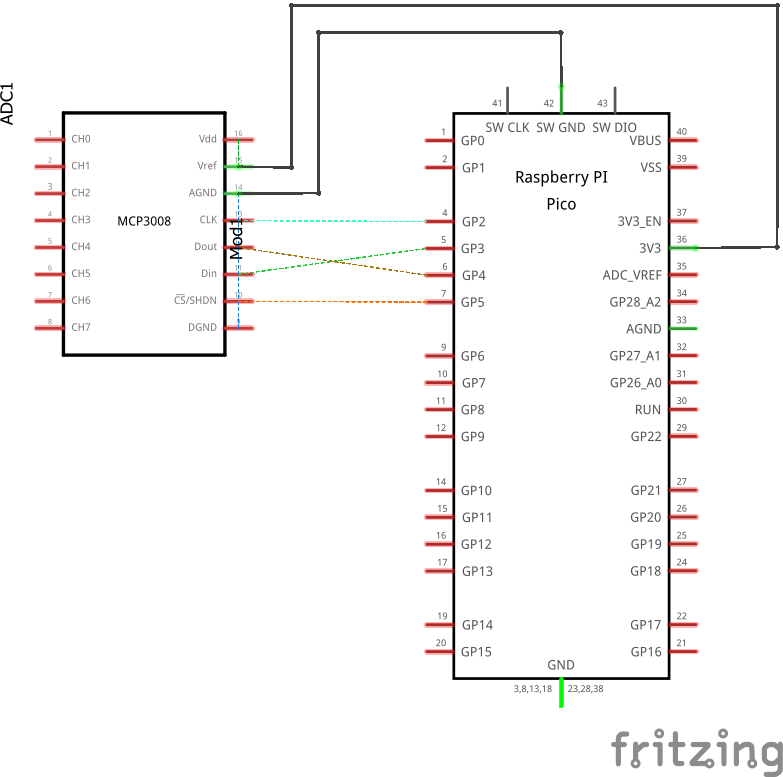 ADC1
MCP3008
Mod1
1 CH0
2 CH1
3 CH2
4 CH3
5 CH4
6 CH5
7 CH6
8 CH7
Vdd 16
Vref 15
AGND 14
CLK
Dout
Din
CS/SHDN
DGND
41 42 43
SW CLK SW GND SW DIO
Raspberry PI
Pico
1 GP0
2 GP1
4 GP2
5 GP3
6 GP4
7 GP5
9 GP6
10 GP7
11 GP8
12 GP9
14 GP10
15 GP11
16 GP12
17 GP13
19 GP14
20 GP15
VBUS 40
VSS 39
3V3_EN 37
3V3 36
ADC_VREF 35
GP28_A2 34
AGND 33
GP27_A1 32
GP26_A0 31
RUN 30
GP22 29
GP21 27
GP20 26
GP19 25
GP18 24
GP17 22
GP16 21
GND
3,8,13,18 23,28,38
fritzing